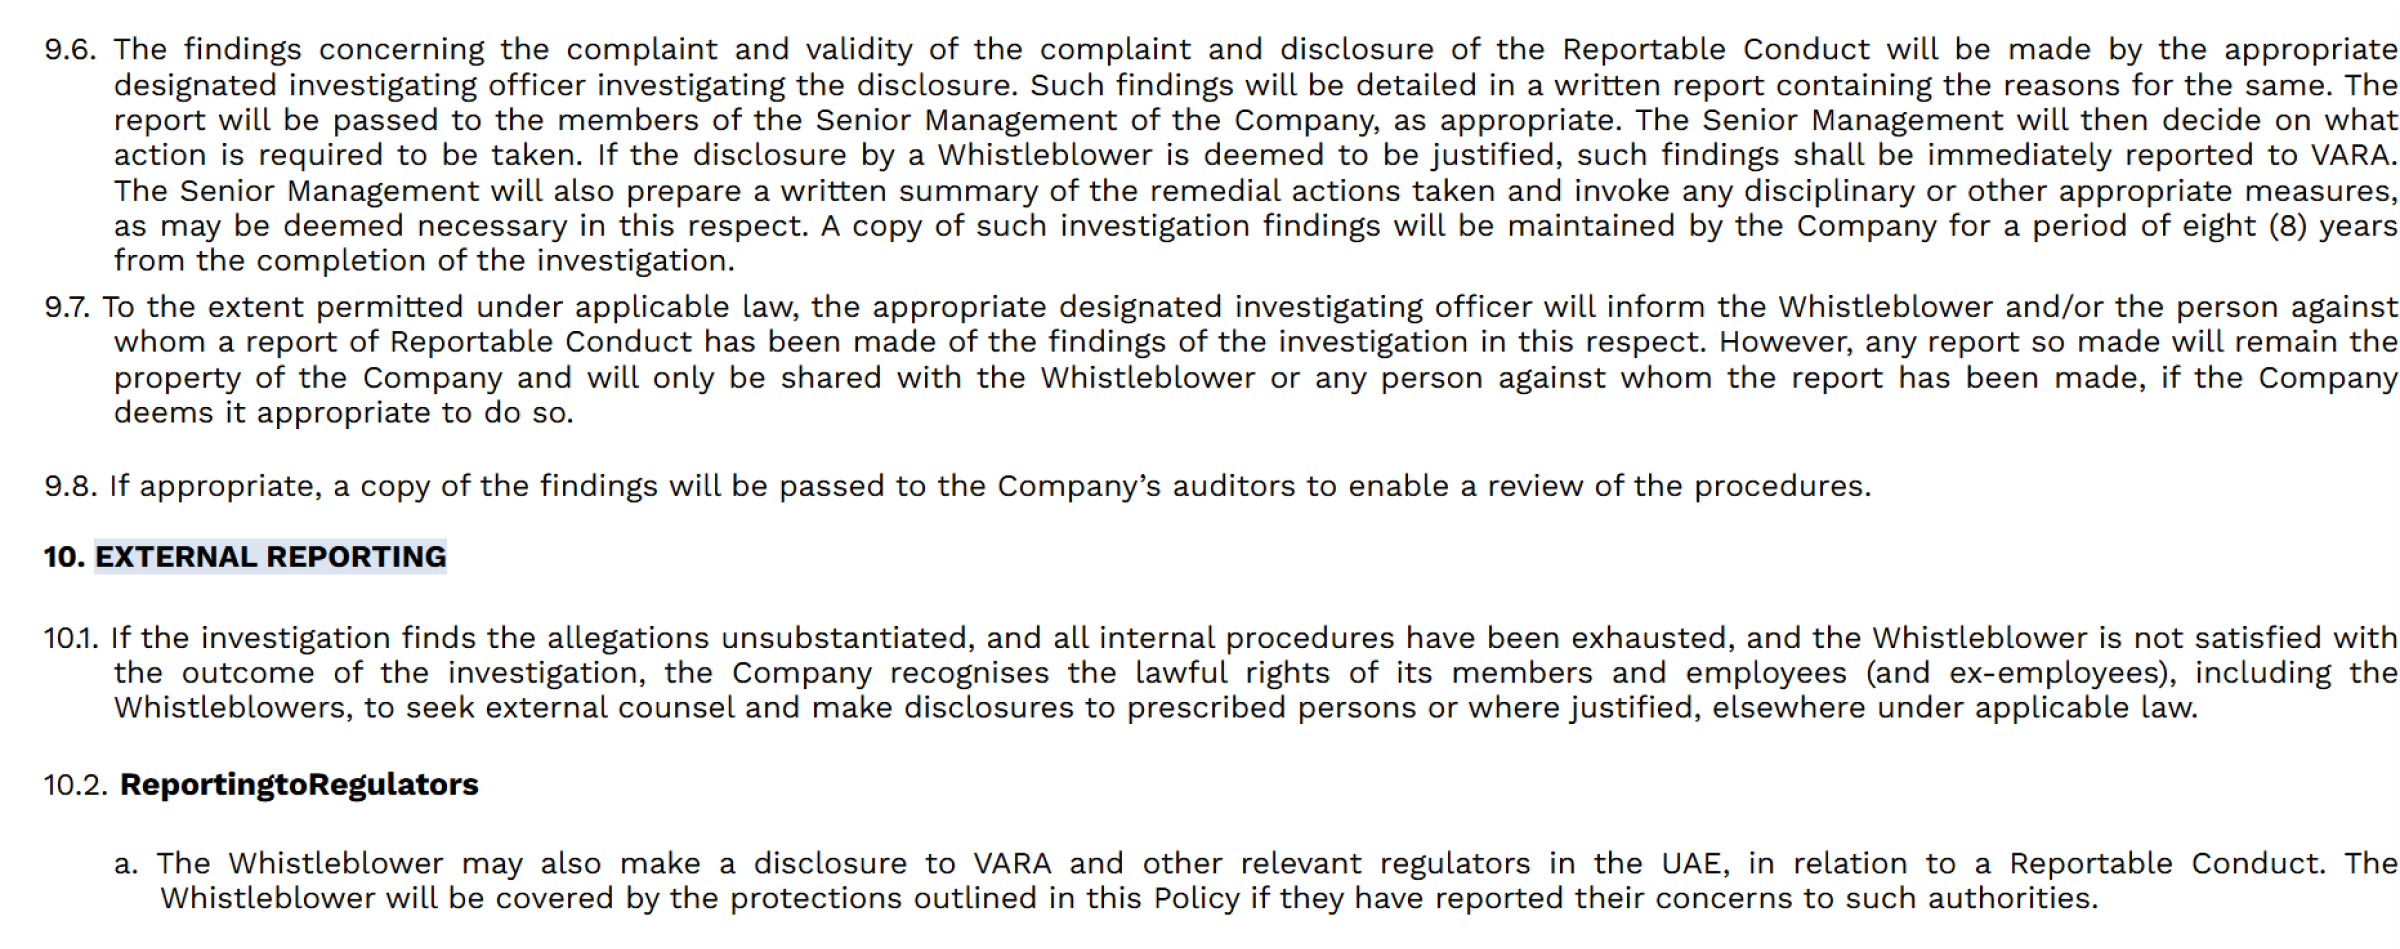 9.6. The findings concerning the complaint and validity of the complaint and disclosure of the Reportable Conduct will be made by the appropriate
designated investigating officer investigating the disclosure. Such findings will be detailed in a written report containing the reasons for the same. The
report will be passed to the members of the Senior Management of the Company, as appropriate. The Senior Management will then decide on what
action is required to be taken. If the disclosure by a Whistleblower is deemed to be justified, such findings shall be immediately reported to VARA.
The Senior Management will also prepare a written summary of the remedial actions taken and invoke any disciplinary or other appropriate measures,
as may be deemed necessary in this respect. A copy of such investigation findings will be maintained by the Company for a period of eight (8) years
from the completion of the investigation.
9.7. To the extent permitted under applicable law, the appropriate designated investigating officer will inform the Whistleblower and/or the person against
whom a report of Reportable Conduct has been made of the findings of the investigation in this respect. However, any report so made will remain the
property of the Company and will only be shared with the Whistleblower or any person against whom the report has been made, if the Company
deems it appropriate to do so.
9.8. If appropriate, a copy of the findings will be passed to the Company’s auditors to enable a review of the procedures.
10. EXTERNAL REPORTING
10.1. If the investigation finds the allegations unsubstantiated, and all internal procedures have been exhausted, and the Whistleblower is not satisfied with
the outcome of the investigation, the Company recognises the lawful rights of its members and employees (and ex-employees), including the
Whistleblowers, to seek external counsel and make disclosures to prescribed persons or where justified, elsewhere under applicable law.
10.2. ReportingtoRegulators
a. The Whistleblower may also make a disclosure to VARA and other relevant regulators in the UAE, in relation to a Reportable Conduct. The
Whistleblower will be covered by the protections outlined in this Policy if they have reported their concerns to such authorities.